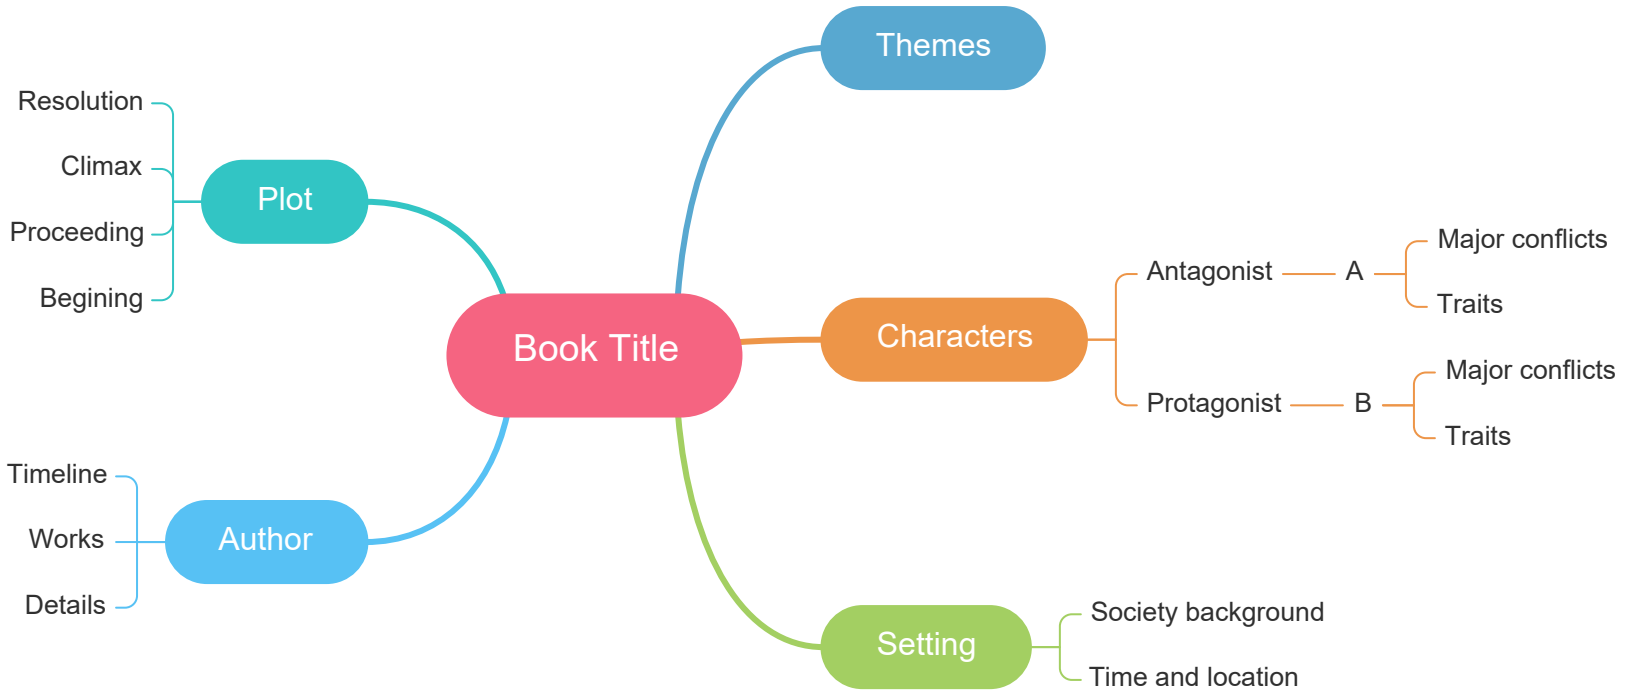 Themes
Resolution
Climax
Plot
Proceeding
Begining
Book Title
Characters
Antagonist
A
Major conflicts
Traits
Protagonist
B
Major conflicts
Traits
Timeline
Works
Author
Details
Setting
Society background
Time and location